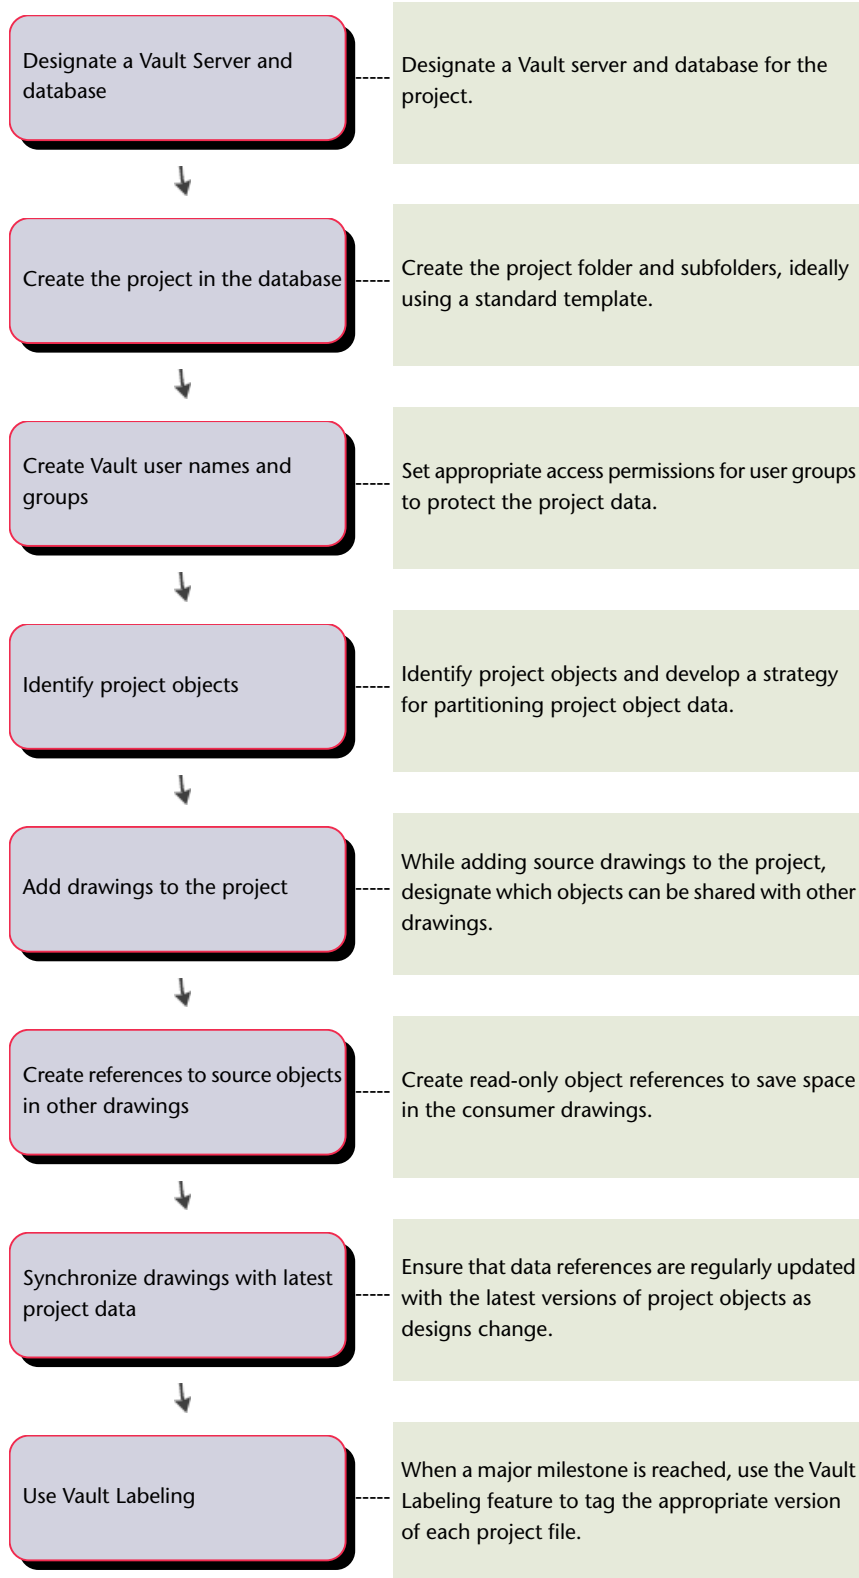 Designate a Vault Server and
database
Designate a Vault server and database for the
project.
Create the project in the database
Create the project folder and subfolders, ideally
using a standard template.
Create Vault user names and
groups
Set appropriate access permissions for user groups
to protect the project data.
Identify project objects
Identify project objects and develop a strategy
for partitioning project object data.
Add drawings to the project
While adding source drawings to the project,
designate which objects can be shared with other
drawings.
Create references to source objects
in other drawings
Create read-only object references to save space
in the consumer drawings.
Synchronize drawings with latest
project data
Ensure that data references are regularly updated
with the latest versions of project objects as
designs change.
Use Vault Labeling
When a major milestone is reached, use the Vault
Labeling feature to tag the appropriate version
of each project file.